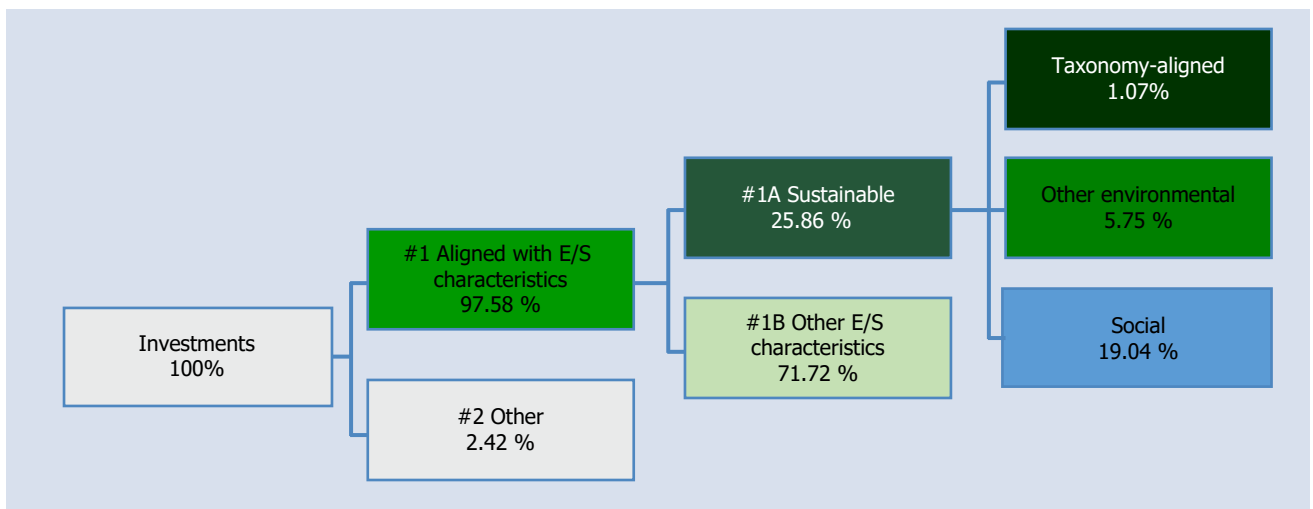 Investments
100%
#1 Aligned with E/S
characteristics
97.58 %
#2 Other
2.42 %
#1A Sustainable
25.86 %
#1B Other E/S
characteristics
71.72 %
Taxonomy-aligned
1.07%
Other environmental
5.75 %
Social
19.04 %